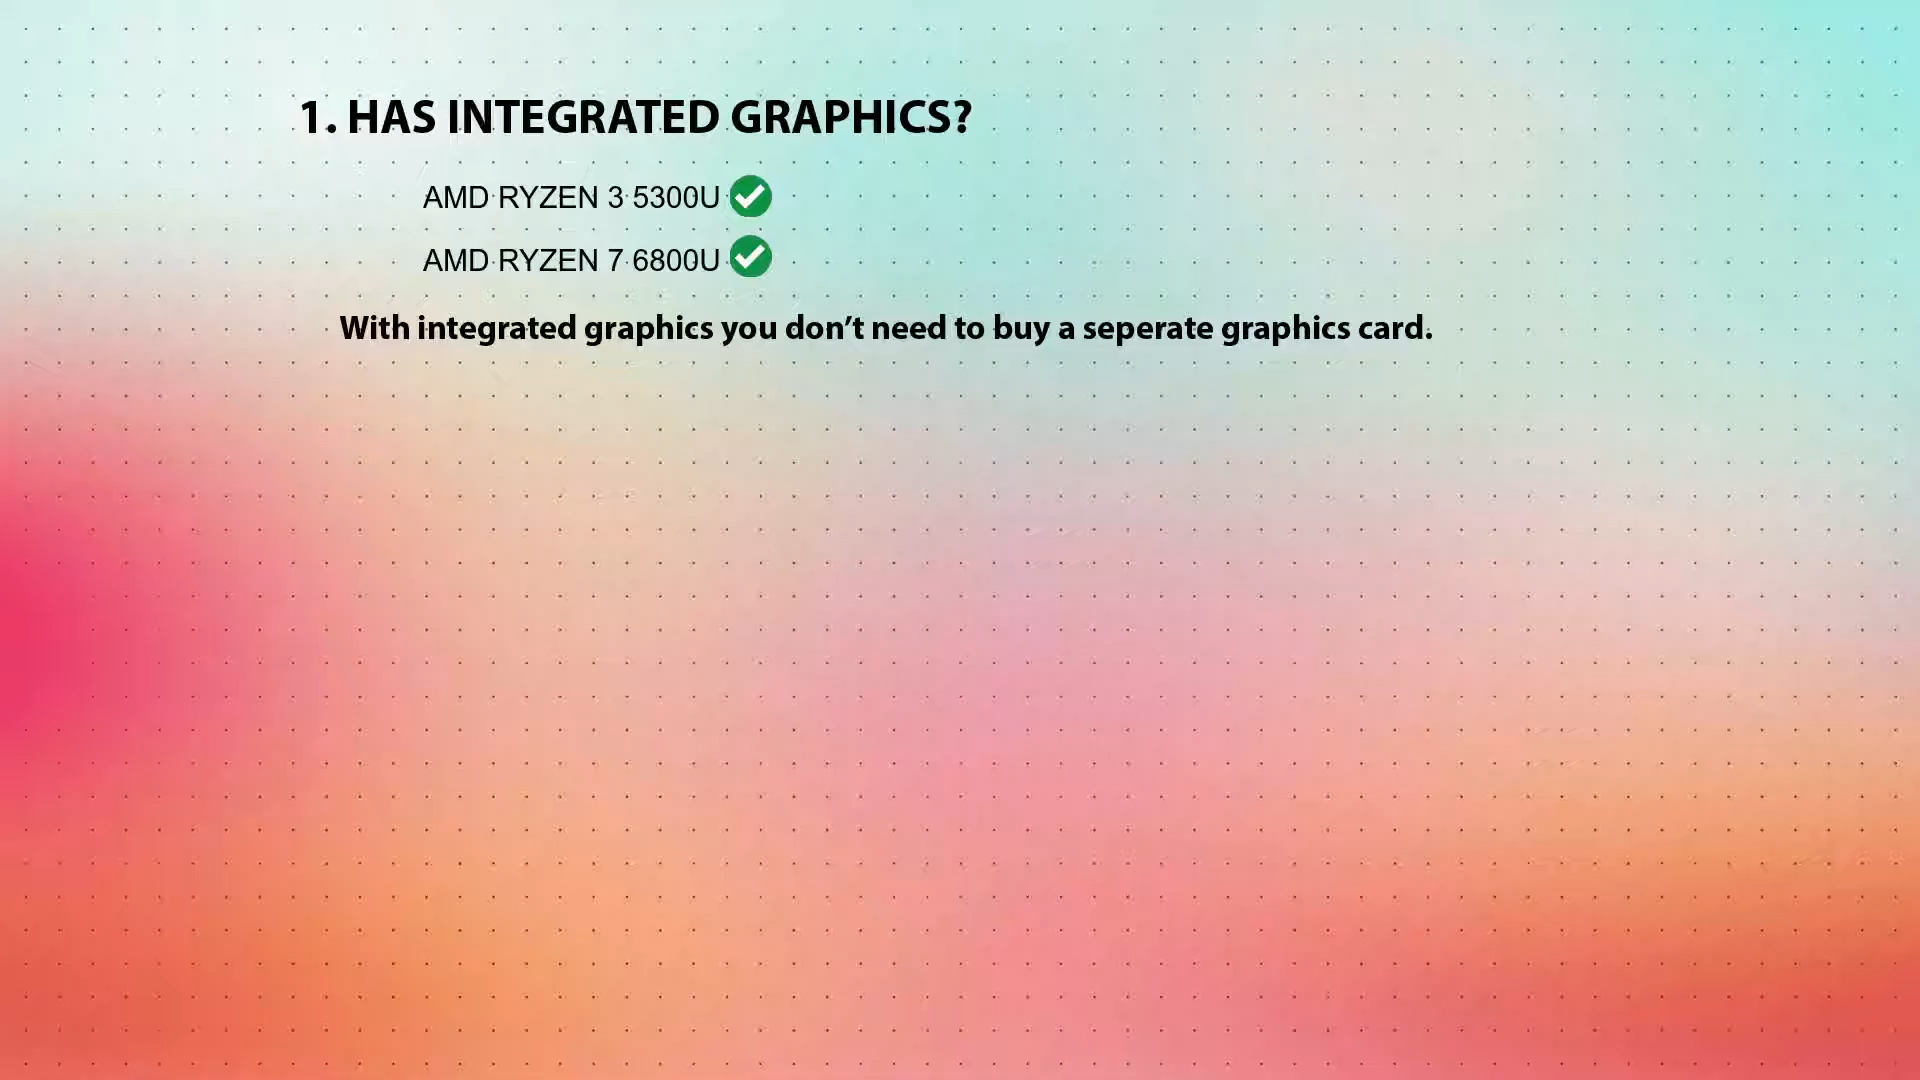 1. HAS INTEGRATED GRAPHICS?
AMD RYZEN 3 5300U
AMD RYZEN 7 6800U
With integrated graphics you don’t need to buy a seperate graphics card.